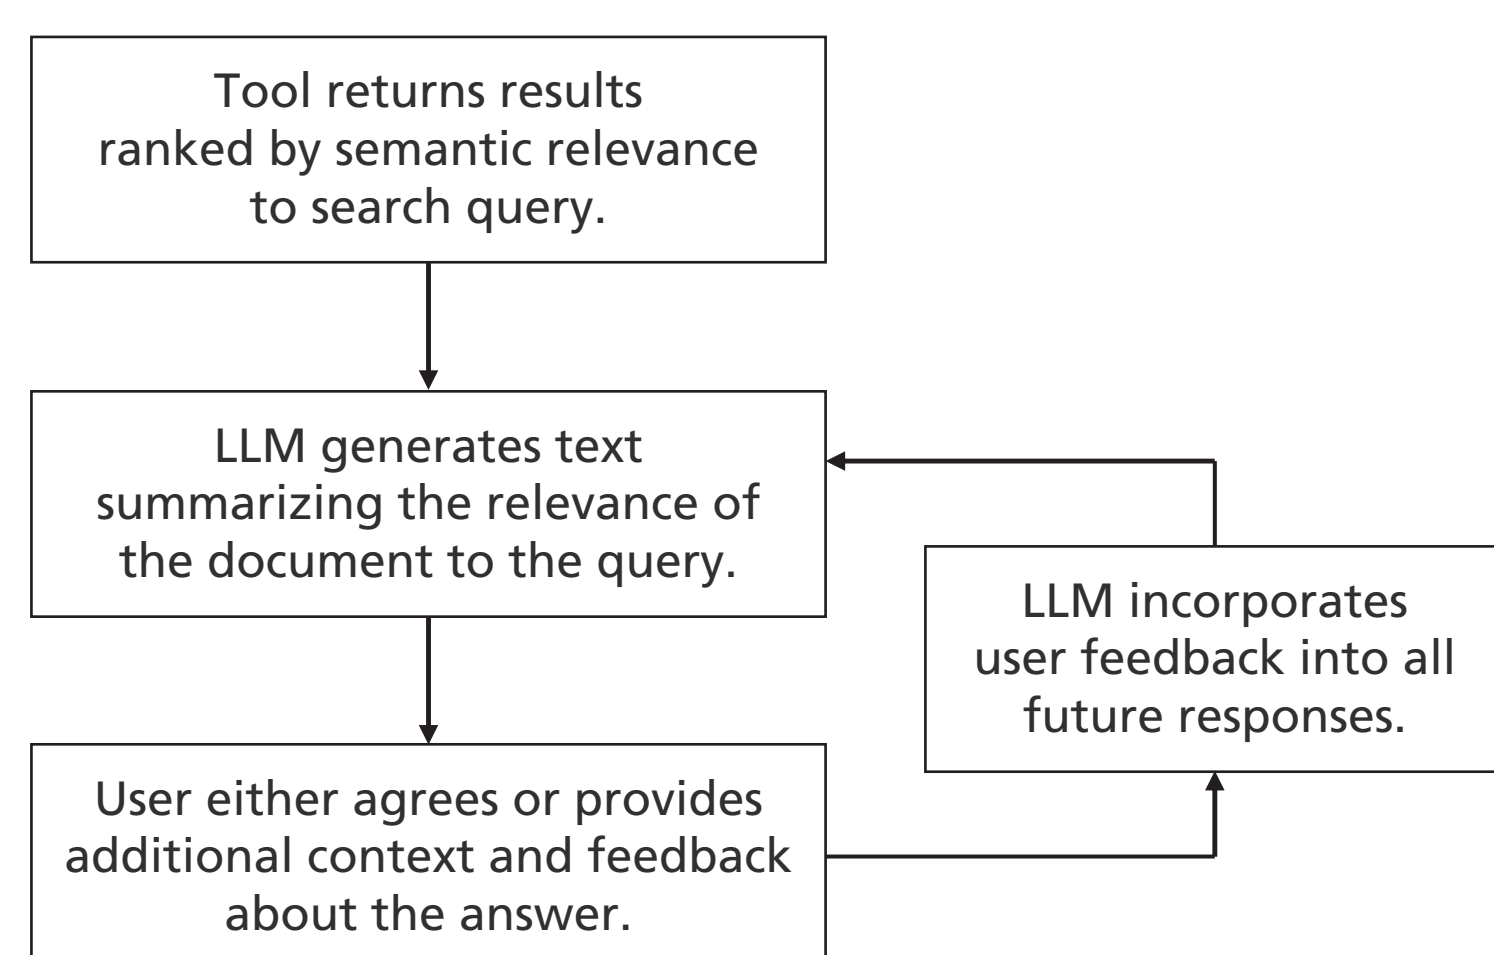 Tool returns results
ranked by semantic relevance
to search query.
LLM generates text
summarizing the relevance of
the document to the query.
LLM incorporates
user feedback into all
future responses.
User either agrees or provides
additional context and feedback
about the answer.